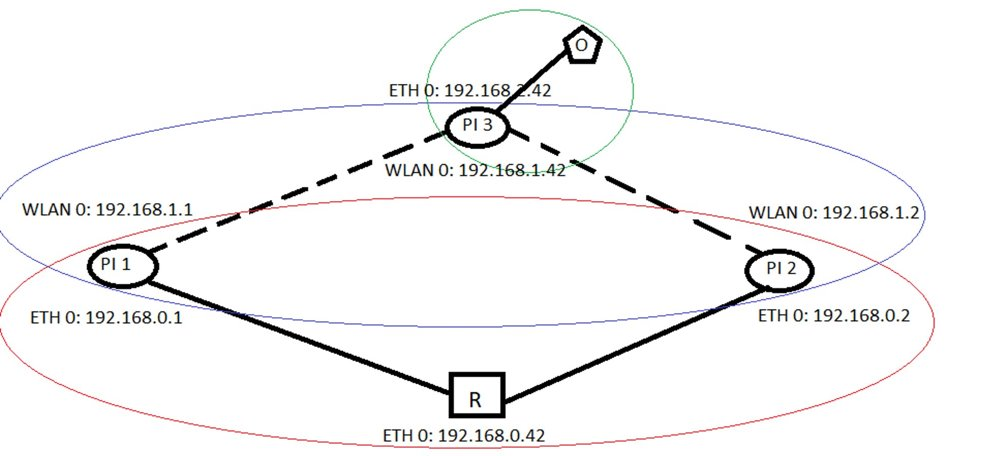 O
ETH 0: 192.168.2.42
PI 3
WLAN 0: 192.168.1.42
WLAN 0: 192.168.1.1
WLAN 0: 192.168.1.2
PI 1
PI 2
ETH 0: 192.168.0.1
ETH 0: 192.168.0.2
R
ETH 0: 192.168.0.42